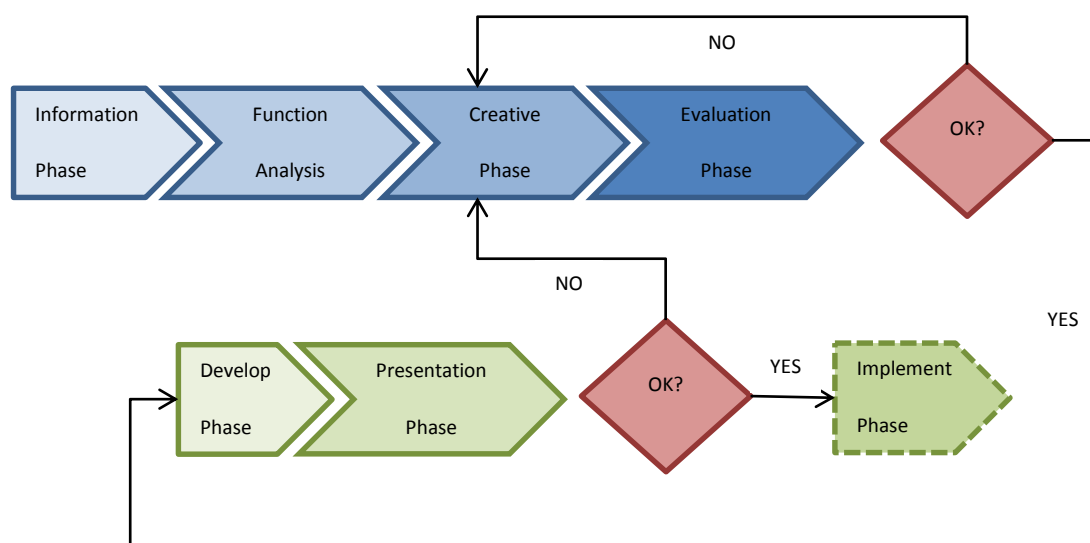 NO
Information
Phase
Function
Analysis
Creative
Phase
Evaluation
Phase
OK?
NO
YES
Develop
Phase
Presentation
Phase
OK?
YES
Implement
Phase